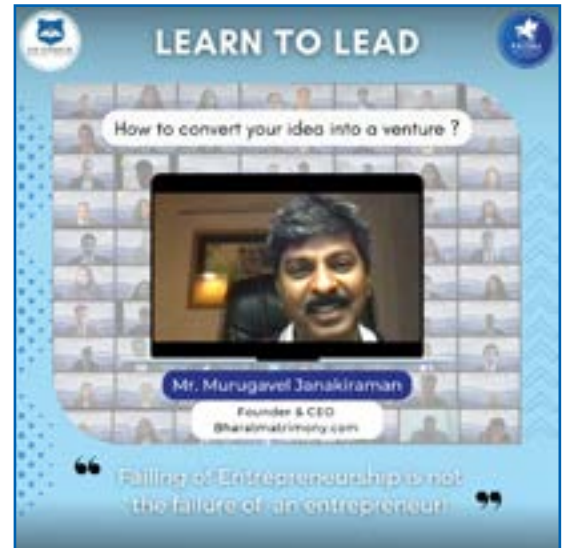 LEARN TO LEAD
How to convert your idea into a venture ?
Mr. Murugavel Janakiraman
Founder & CEO
Bharatmatrimony.com
“ Failing of Entrepreneurship is not
the failure of an entrepreneur ”